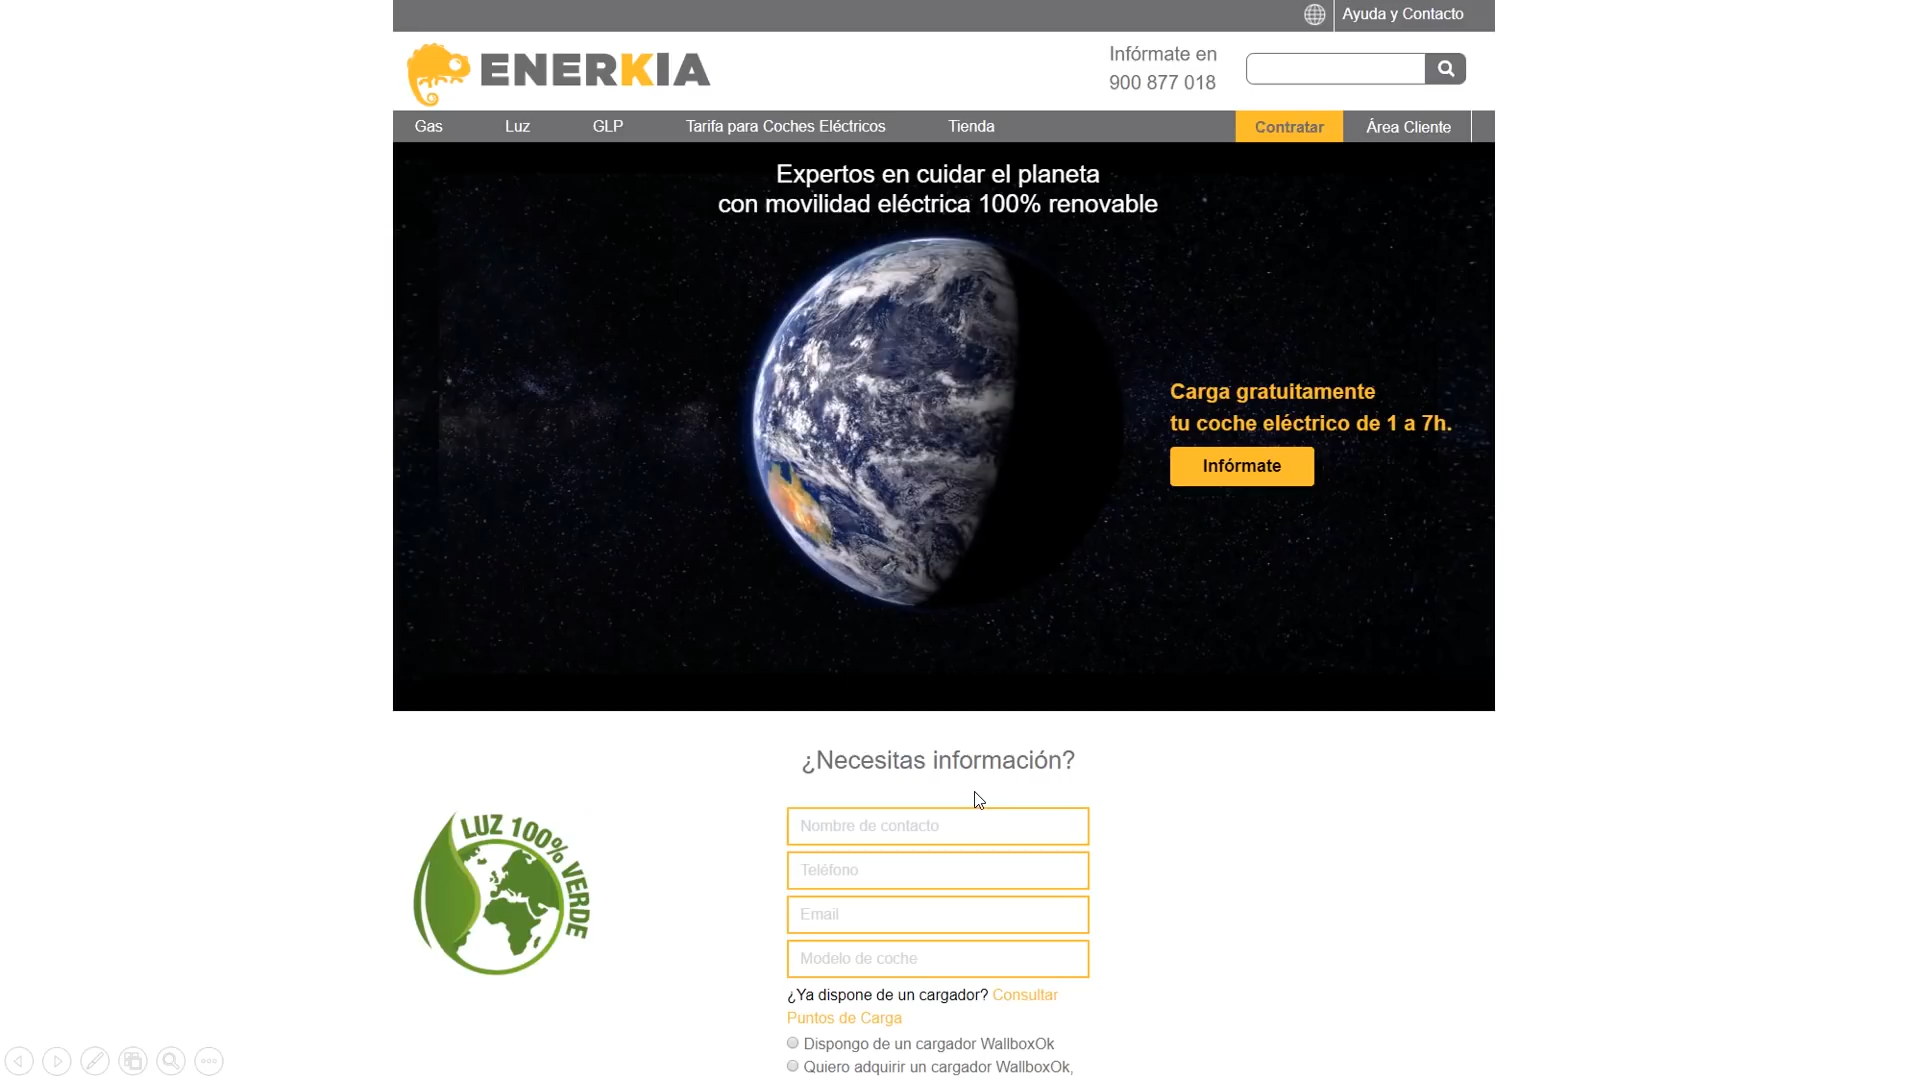 Ayuda y Contacto
ENERKIA
Infórmate en
900 877 018
Gas
Luz
GLP
Tarifa para Coches Eléctricos
Tienda
Contratar
Área Cliente
Expertos en cuidar el planeta
con movilidad eléctrica 100% renovable
Carga gratuitamente
tu coche eléctrico de 1 a 7h.
Infórmate
¿Necesitas información?
LUZ 100% VERDE
Nombre de contacto
Teléfono
Email
Modelo de coche
¿Ya dispone de un cargador? Consultar
Puntos de Carga
Dispongo de un cargador WallboxOk
Quiero adquirir un cargador WallboxOk,